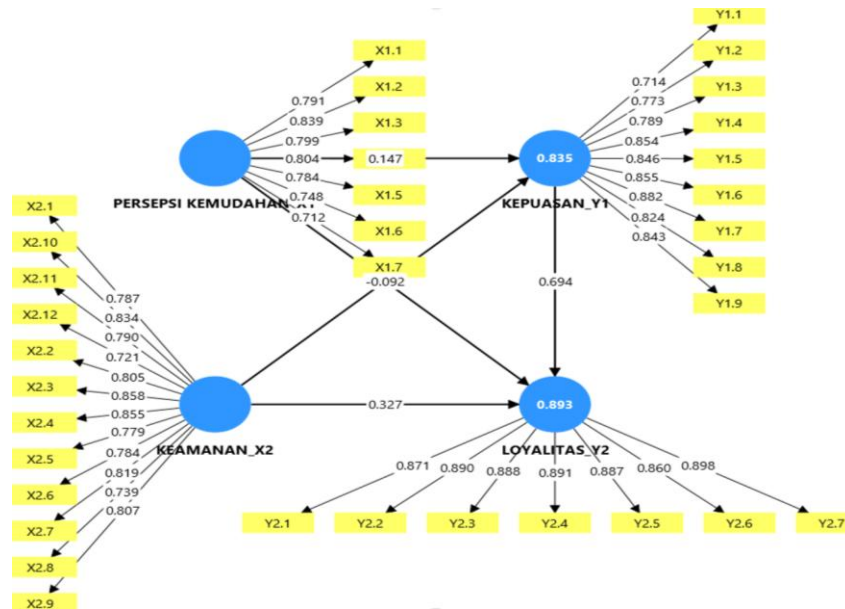 Y1.1
X1.1
Y1.2
X1.2
0.714
0.773
Y1.3
0.791
0.839
X1.3
0.789
Y1.4
0.799
0.854
0.804
0.147
0.835
0.846
Y1.5
0.784
X1.5
0.855
Y1.6
0.748
0.882
X2.1
PERSEPSI KEMUDAHAN_X1
0.712
X1.6
KEPUASAN_Y1
0.824
Y1.7
0.843
X2.10
X1.7
Y1.8
X2.11
-0.092
0.694
Y1.9
0.787
X2.12
0.834
0.790
X2.2
0.721
0.805
X2.3
0.858
0.327
0.893
0.855
X2.4
0.779
X2.5
0.784
KEAMANAN_X2
LOYALITAS_Y2
0.819
0.871
0.890
0.888
0.891
0.887
0.860
0.898
X2.6
0.739
0.807
X2.7
Y2.1
Y2.2
Y2.3
Y2.4
Y2.5
Y2.6
Y2.7
X2.8
X2.9